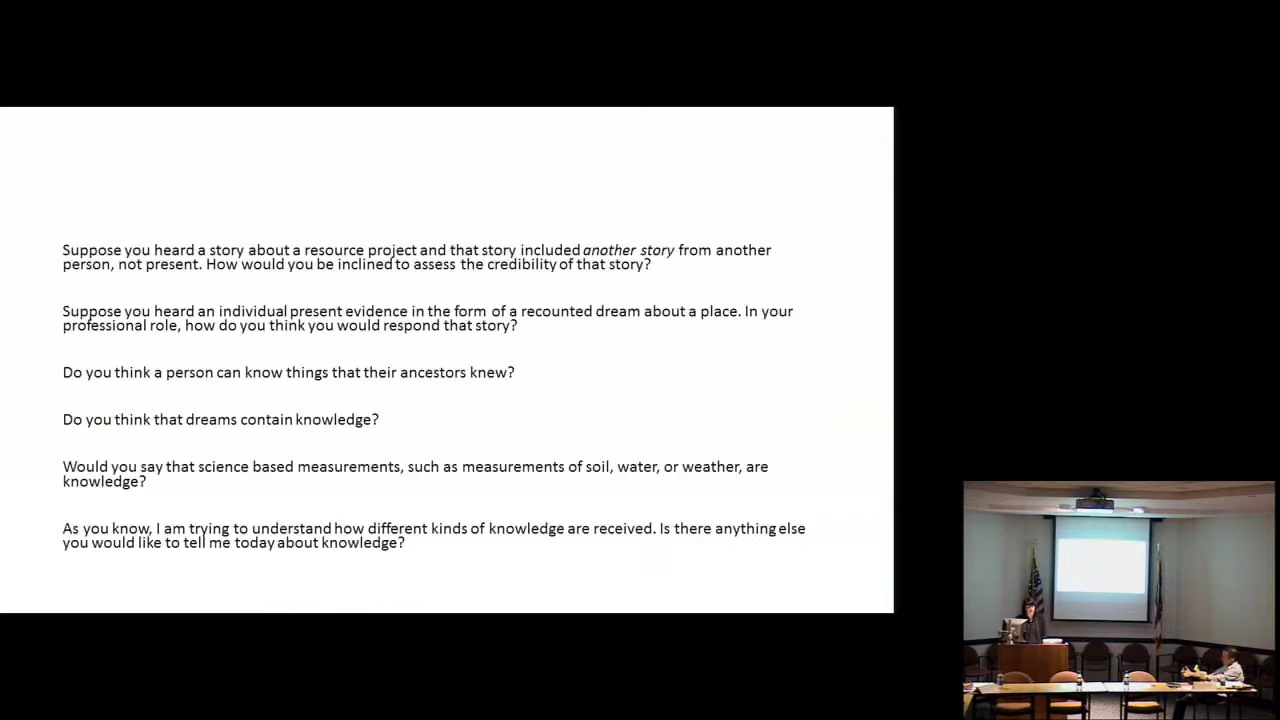 Suppose you heard a story about a resource project and that story included another story from another
person, not present. How would you be inclined to assess the credibility of that story?
Suppose you heard an individual present evidence in the form of a recounted dream about a place. In your
professional role, how do you think you would respond that story?
Do you think a person can know things that their ancestors knew?
Do you think that dreams contain knowledge?
Would you say that science based measurements, such as measurements of soil, water, or weather, are
knowledge?
As you know, I am trying to understand how different kinds of knowledge are received. Is there anything else
you would like to tell me today about knowledge?